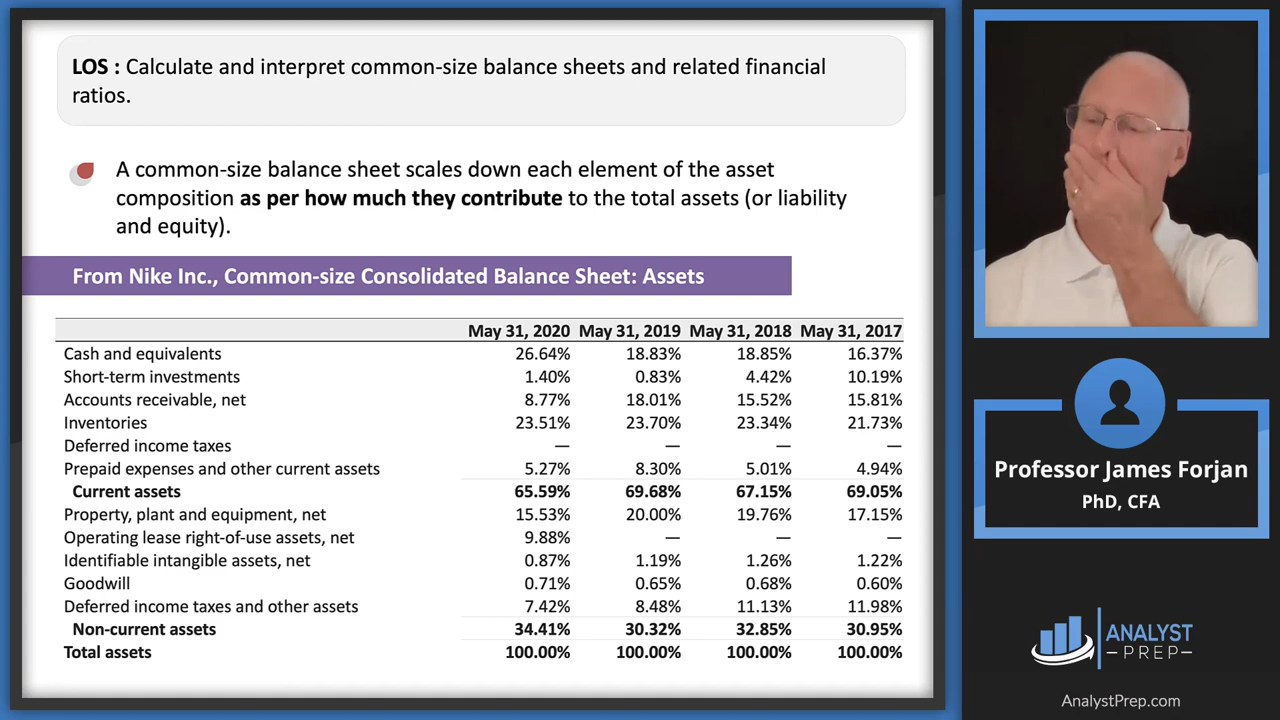 LOS : Calculate and interpret common-size balance sheets and related financial
ratios.
A common-size balance sheet scales down each element of the asset
composition as per how much they contribute to the total assets (or liability
and equity).
From Nike Inc., Common-size Consolidated Balance Sheet: Assets
May 31, 2020 May 31, 2019 May 31, 2018 May 31, 2017
Cash and equivalents 26.64% 18.83% 18.85% 16.37%
Short-term investments 1.40% 0.83% 4.42% 10.19%
Accounts receivable, net 8.77% 18.01% 15.52% 15.81%
Inventories 23.51% 23.70% 23.34% 21.73%
Deferred income taxes — — — —
Prepaid expenses and other current assets 5.27% 8.30% 5.01% 4.94%
Current assets 65.59% 69.68% 67.15% 69.05%
Property, plant and equipment, net 15.53% 20.00% 19.76% 17.15%
Operating lease right-of-use assets, net 9.88% — — —
Identifiable intangible assets, net 0.87% 1.19% 1.26% 1.22%
Goodwill 0.71% 0.65% 0.68% 0.60%
Deferred income taxes and other assets 7.42% 8.48% 11.13% 11.98%
Non-current assets 34.41% 30.32% 32.85% 30.95%
Total assets 100.00% 100.00% 100.00% 100.00%
Professor James Forjan
PhD, CFA
ANALYST
–PREP–
AnalystPrep.com